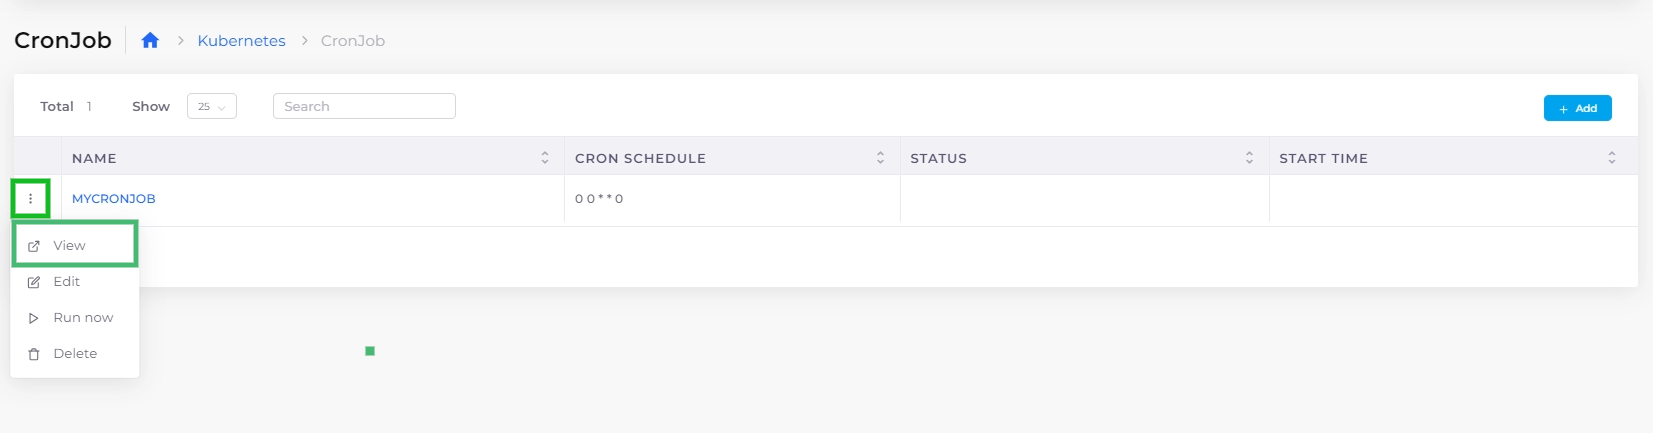 CronJob Kubernetes CronJob
Total 1 Show 25 Search + Add
NAME CRON SCHEDULE STATUS START TIME
MYCRONJOB 0 0 * * 0
View
Edit
Run now
Delete